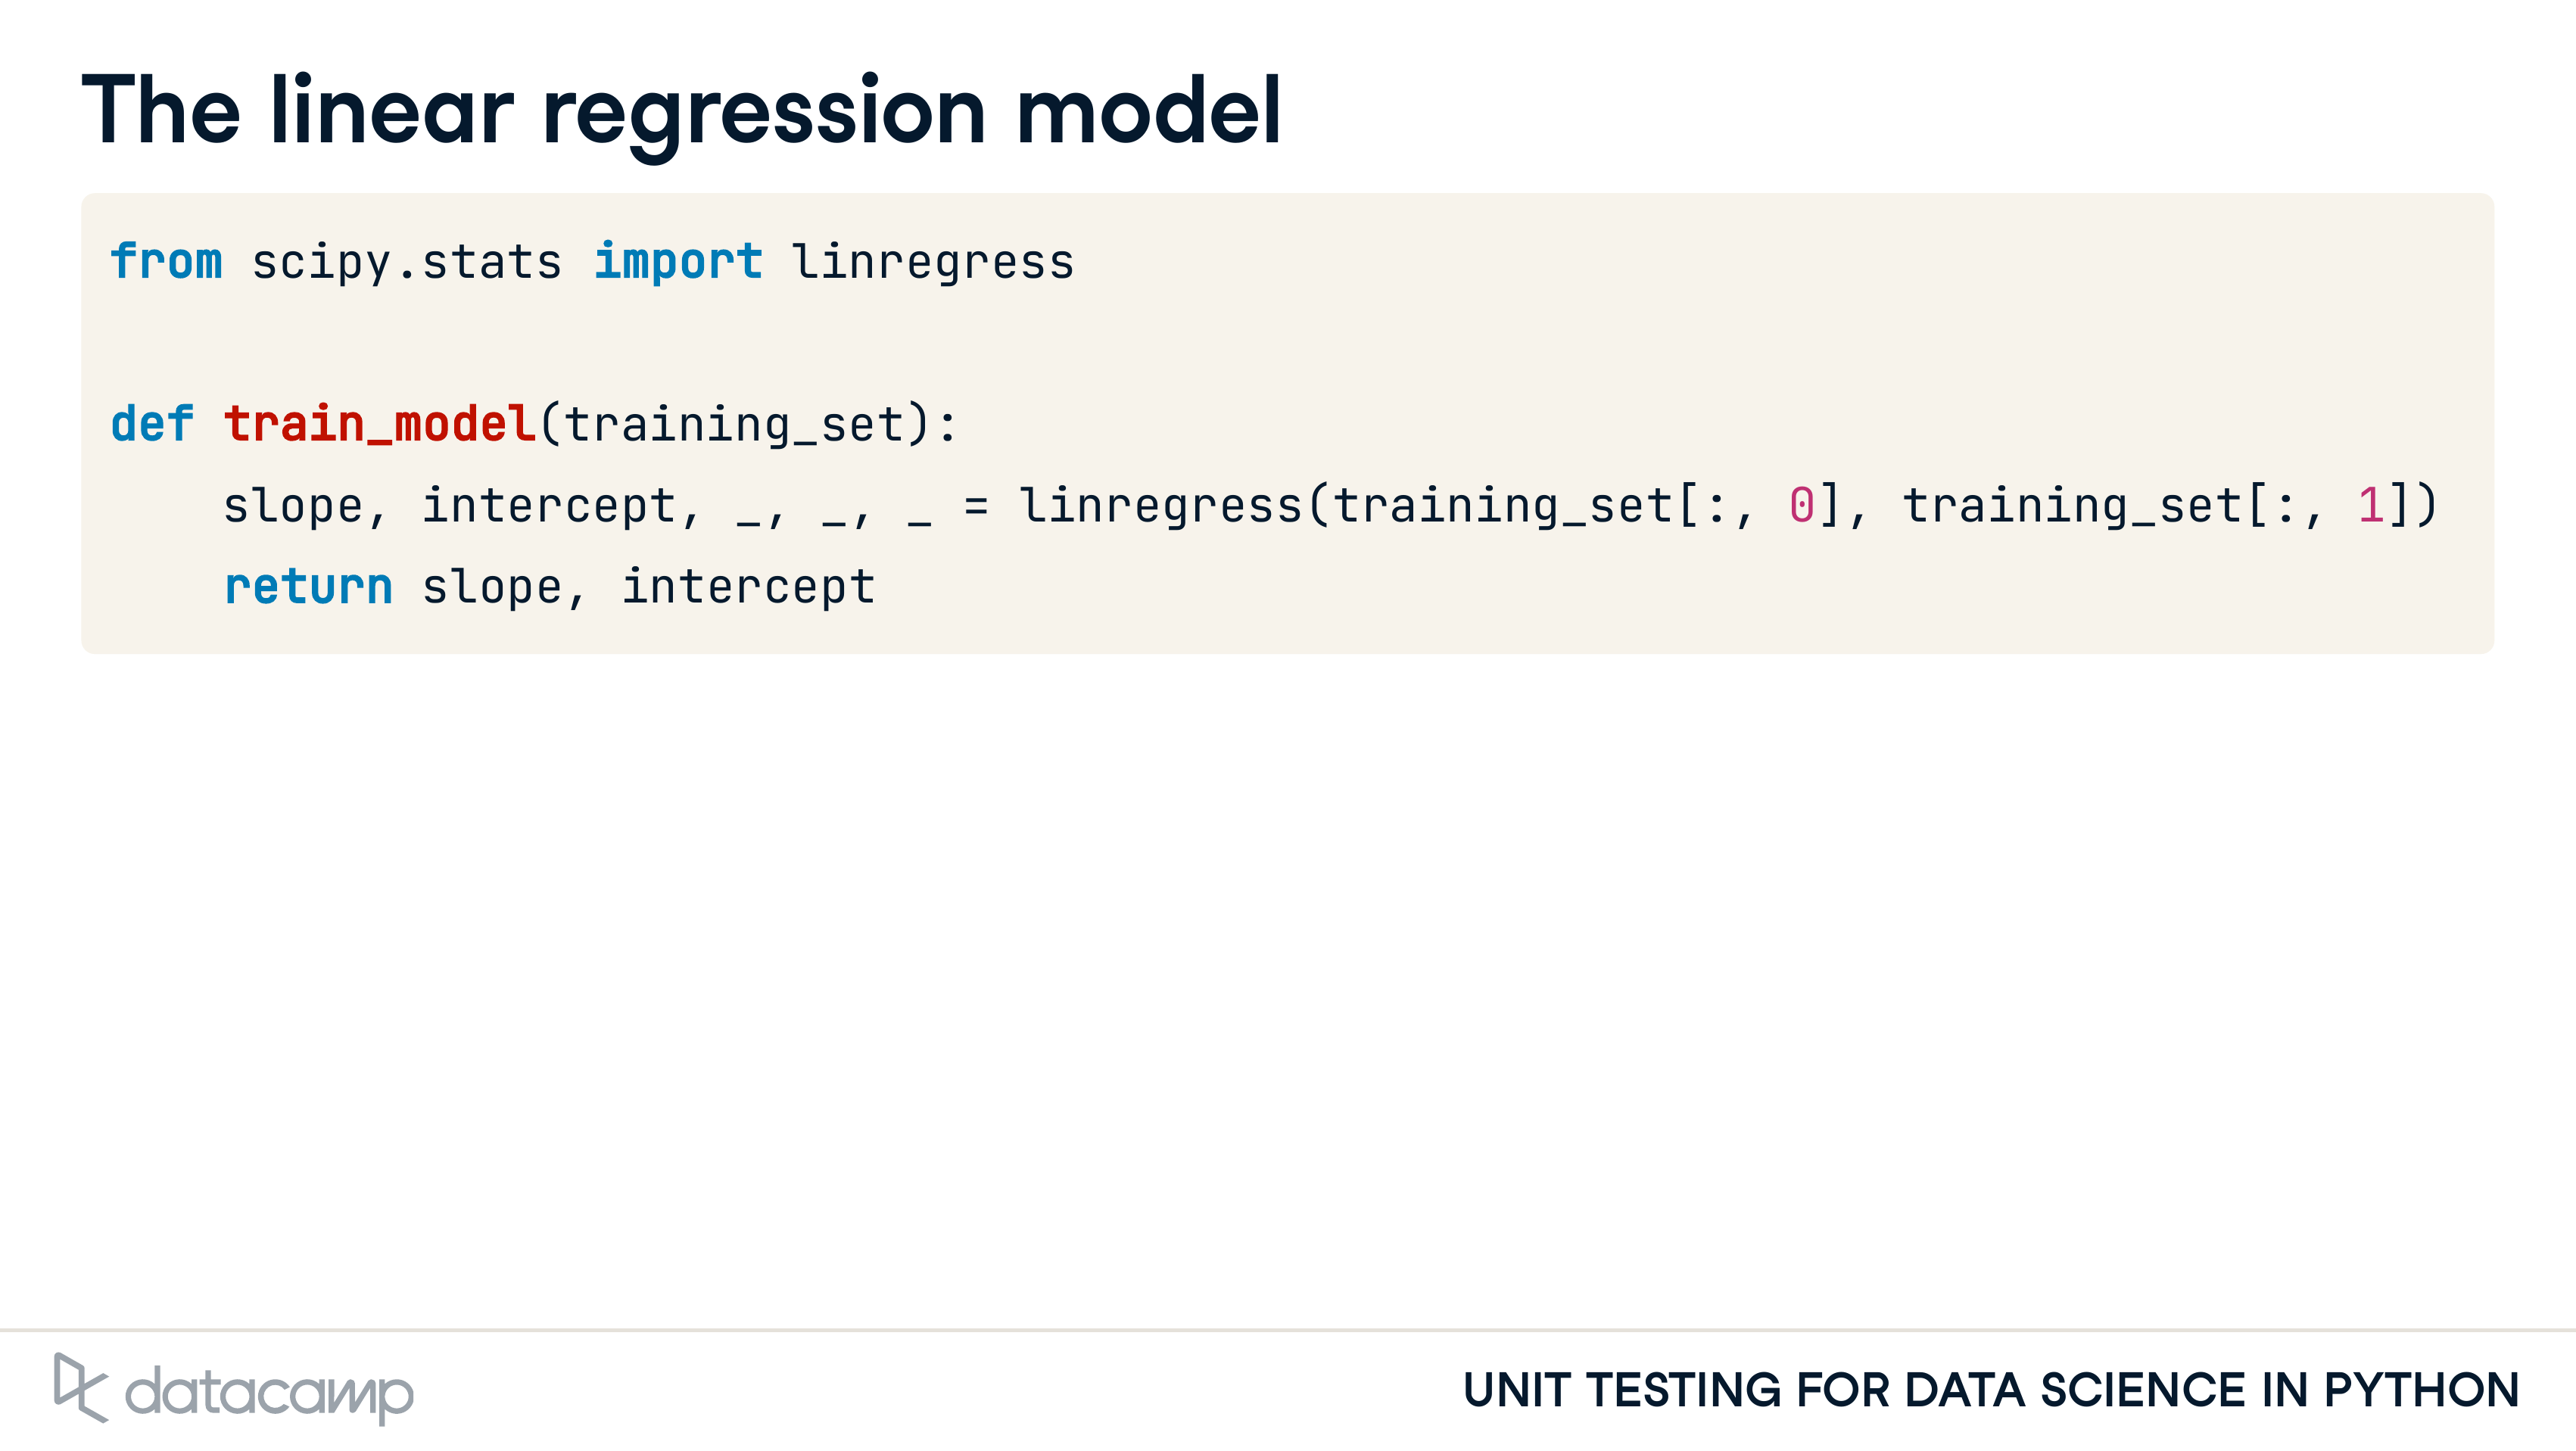 The linear regression model
from scipy.stats import linregress
def train_model(training_set):
    slope, intercept, _, _, _ = linregress(training_set[:, 0], training_set[:, 1])
    return slope, intercept
datacamp
UNIT TESTING FOR DATA SCIENCE IN PYTHON